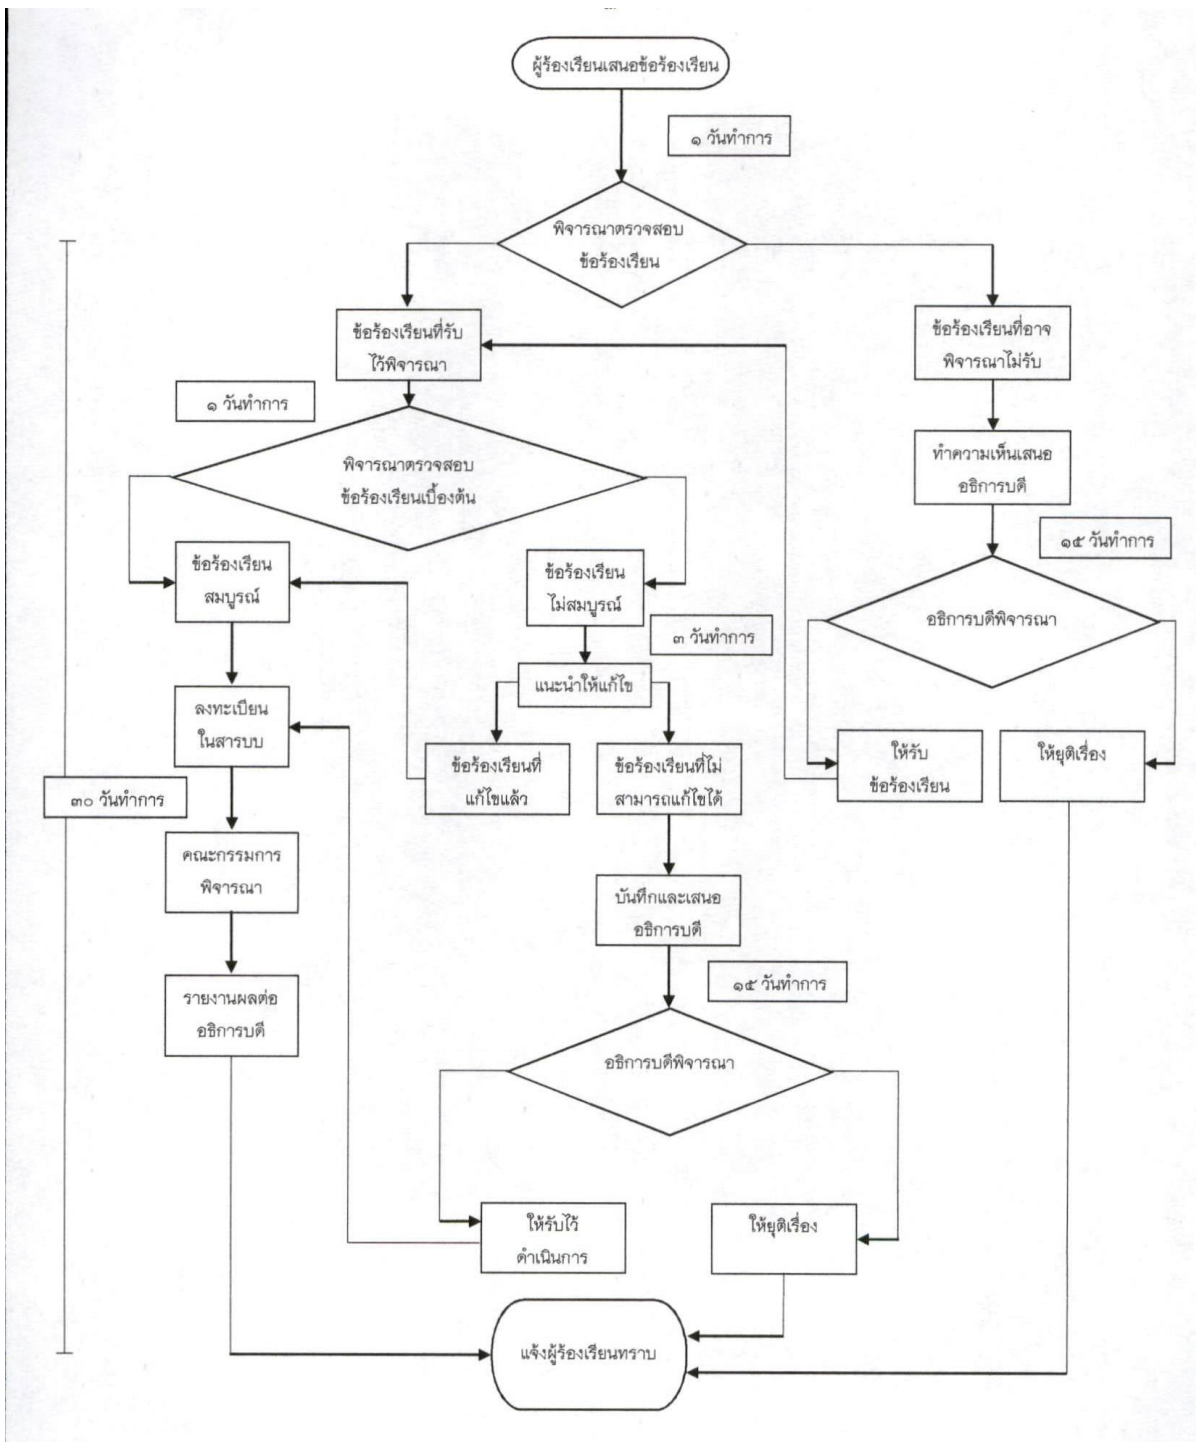 ผู้ร้องเรียนเสนอข้อร้องเรียน
๑ วันทำการ
พิจารณาตรวจสอบ
ข้อร้องเรียน
ข้อร้องเรียนที่รับ
ไว้พิจารณา
ข้อร้องเรียนที่อาจ
พิจารณาไม่รับ
๑ วันทำการ
พิจารณาตรวจสอบ
ข้อร้องเรียนเบื้องต้น
ทำความเห็นเสนอ
อธิการบดี
๑๕ วันทำการ
ข้อร้องเรียน
สมบูรณ์
ข้อร้องเรียน
ไม่สมบูรณ์
๓ วันทำการ
อธิการบดีพิจารณา
แนะนำให้แก้ไข
ลงทะเบียน
ในสารบบ
ข้อร้องเรียนที่
แก้ไขแล้ว
ข้อร้องเรียนที่ไม่
สามารถแก้ไขได้
ให้รับ
ข้อร้องเรียน
ให้ยุติเรื่อง
๓๐ วันทำการ
คณะกรรมการ
พิจารณา
บันทึกและเสนอ
อธิการบดี
๑๕ วันทำการ
รายงานผลต่อ
อธิการบดี
อธิการบดีพิจารณา
ให้รับไว้
ดำเนินการ
ให้ยุติเรื่อง
แจ้งผู้ร้องเรียนทราบ